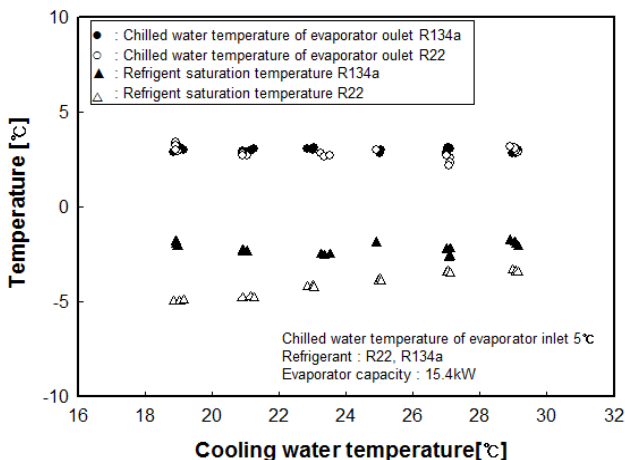 10
● : Chilled water temperature of evaporator oulet R134a
○ : Chilled water temperature of evaporator oulet R22
▲ : Refrigent saturation temperature R134a
△ : Refrigent saturation temperature R22
5
Temperature [℃]
0
-5
Chilled water temperature of evaporator inlet 5℃
Refrigerant : R22, R134a
Evaporator capacity : 15.4kW
-10
16 18 20 22 24 26 28 30 32
Cooling water temperature[℃]